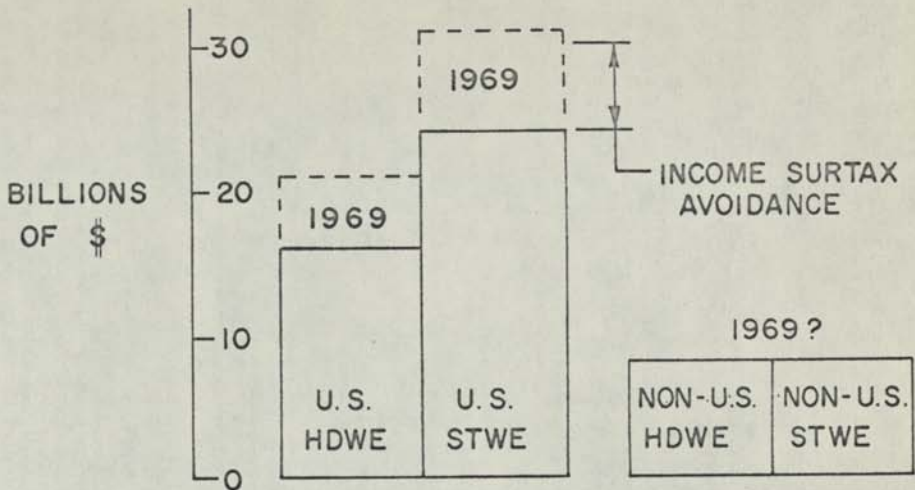 30
1969
BILLIONS
OF $
20
1969
INCOME SURTAX
AVOIDANCE
10
1969?
U.S.
HDWE
U.S.
STWE
NON-U.S.
HDWE
NON-U.S.
STWE
0